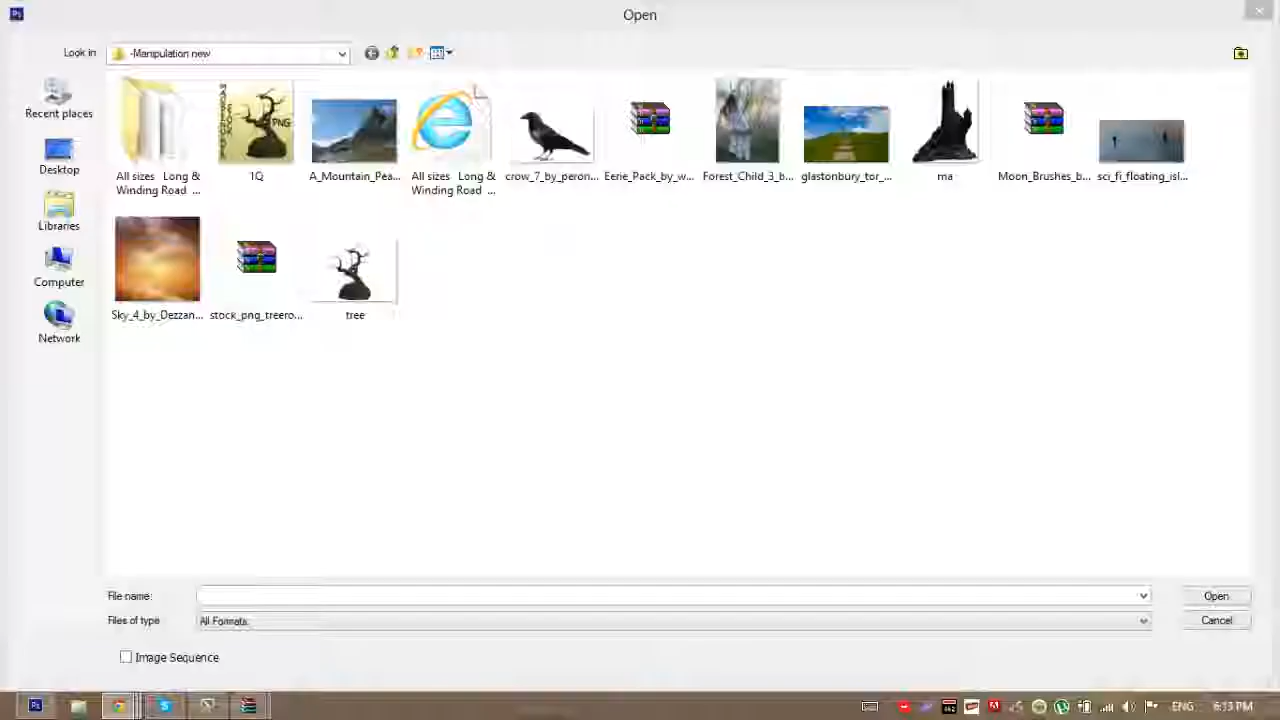 Open
Look in:
-Manipulation new
Recent places
Desktop
Libraries
Computer
Network
All sizes Long & Winding Road ...
PNG
1Q
A_Mountain_Pea...
All sizes Long & Winding Road ...
crow_7_by_peron...
Eerie_Pack_by_w...
Forest_Child_3_b...
glastonbury_tor_...
ma
Moon_Brushes_b...
sci_fi_floating_isl...
Sky_4_by_Dezzan...
stock_png_treero...
tree
File name:
Open
Files of type:
All Formats
Cancel
Image Sequence
ENG
6:13 PM